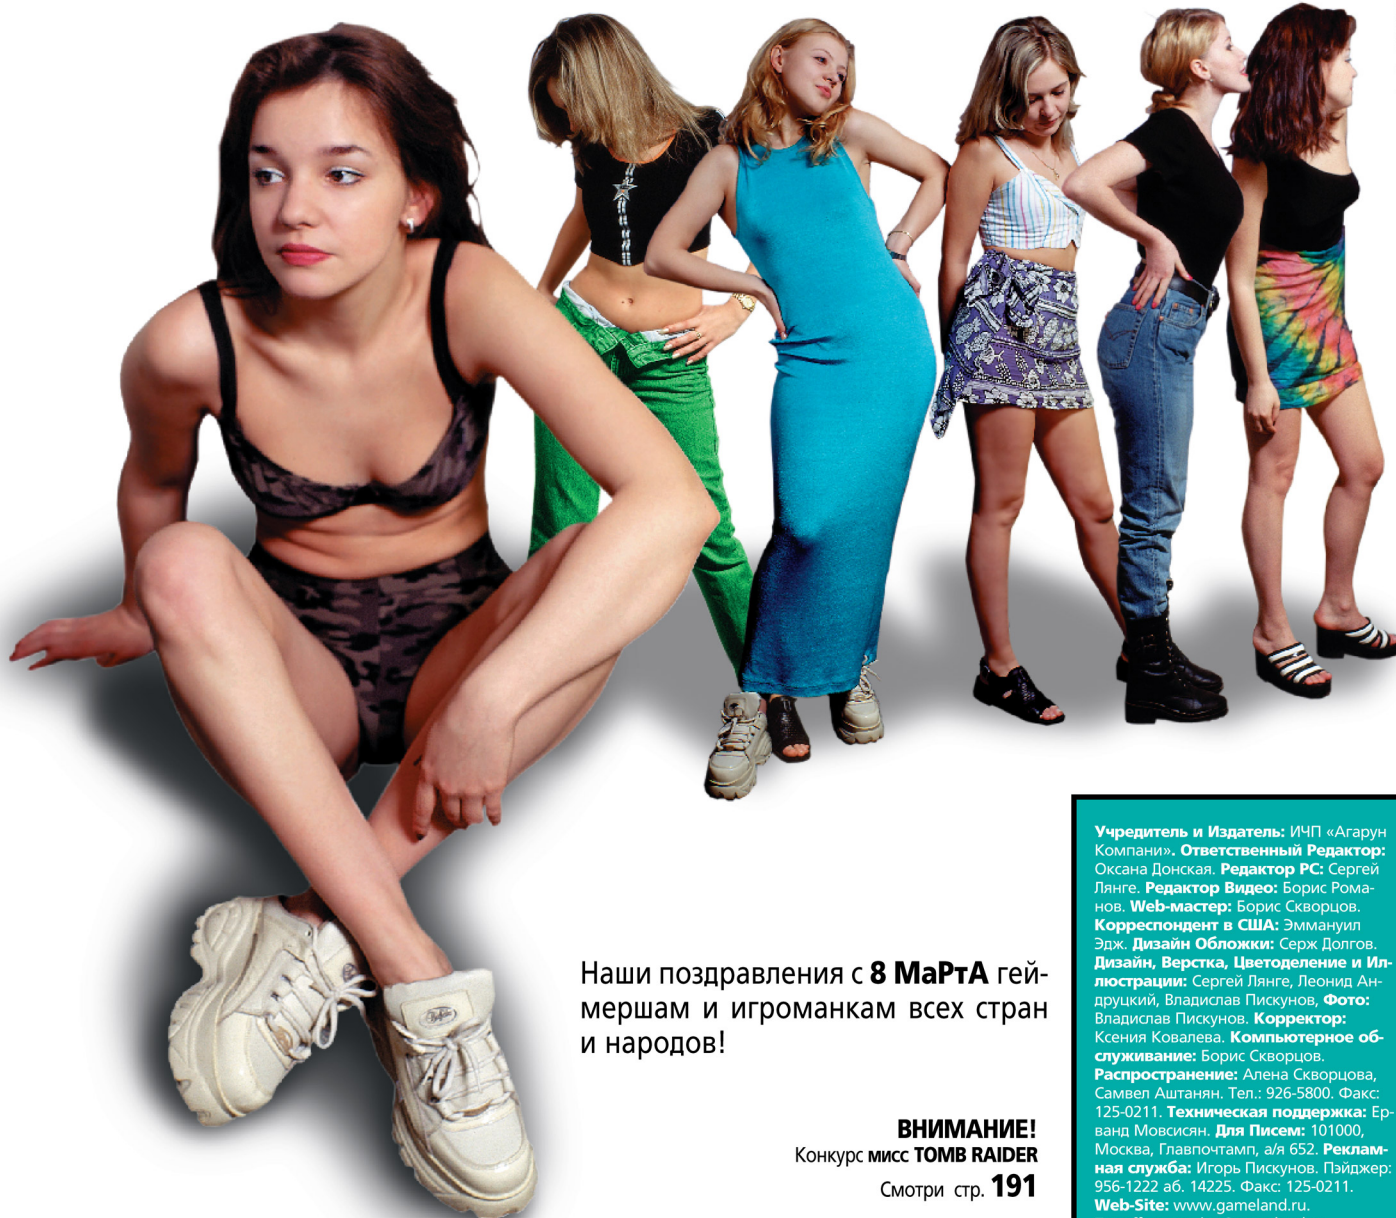 Наши поздравления с 8 МаРтА гей-
мершам и игроманкам всех стран
и народов!
ВНИМАНИЕ!
Конкурс мисс TOMB RAIDER
Смотри стр. 191
Учредитель и Издатель: ИЧП «Агарун
Компани». Ответственный Редактор:
Оксана Донская. Редактор PC: Сергей
Лянге. Редактор Видео: Борис Рома-
нов. Web-мастер: Борис Скворцов.
Корреспондент в США: Эммануил
Эдж. Дизайн Обложки: Серж Долгов.
Дизайн, Верстка, Цветоделение и Ил-
люстрации: Сергей Лянге, Леонид Ан-
друцкий, Владислав Пискунов, Фото:
Владислав Пискунов. Корректор:
Ксения Ковалева. Компьютерное об-
служивание: Борис Скворцов.
Распространение: Алена Скворцова,
Самвел Аштанян. Тел.: 926-5800. Факс:
125-0211. Техническая поддержка: Ер-
ванд Мовсисян. Для Писем: 101000,
Москва, Главпочтамп, а/я 652. Реклам-
ная служба: Игорь Пискунов. Пэйджер:
956-1222 аб. 14225. Факс: 125-0211.
Web-Site: www.gameland.ru.